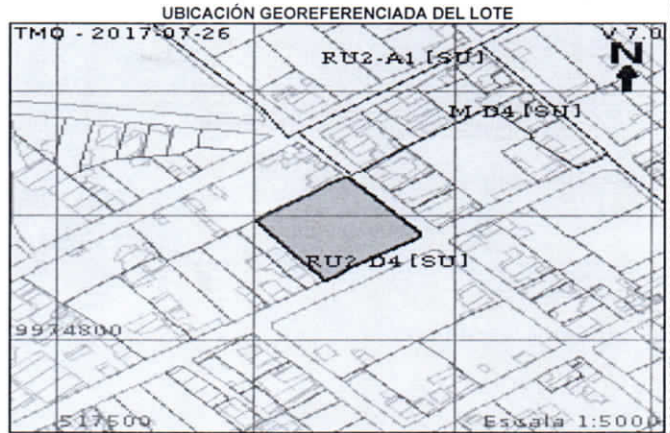 UBICACIÓN GEOREFERENCIADA DEL LOTE
TMQ - 2017-07-26
V 7.0
N
RU2-A1 [SU]
M-D4 [SU]
RU2-D4 [SU]
9974800
517500
Escala 1:5000